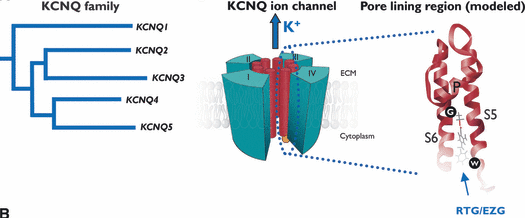 KCNQ family
KCNQ1
KCNQ2
KCNQ3
KCNQ4
KCNQ5
KCNQ ion channel
K+
II
III
I
IV
ECM
Cytoplasm
Pore lining region (modeled)
P
G
S5
S6
W
RTG/EZG
B